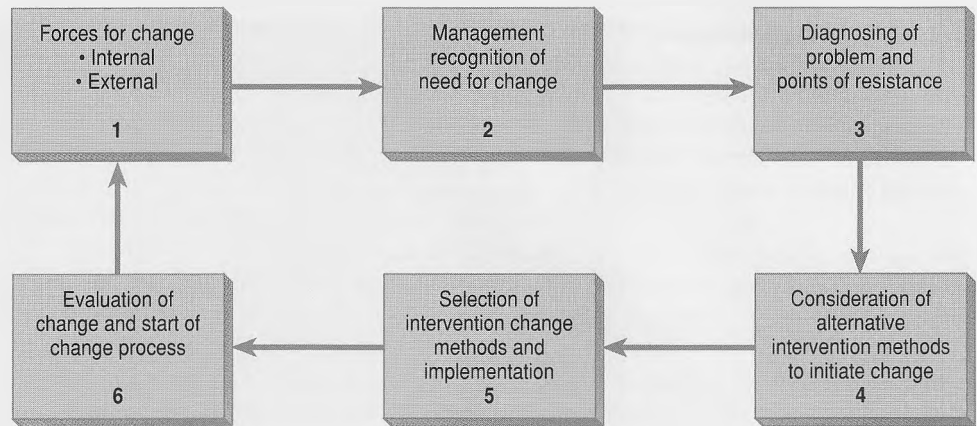 Forces for change
• Internal
• External
1
Management
recognition of
need for change
2
Diagnosing of
problem and
points of resistance
3
Evaluation of
change and start of
change process
6
Selection of
intervention change
methods and
implementation
5
Consideration of
alternative
intervention methods
to initiate change
4